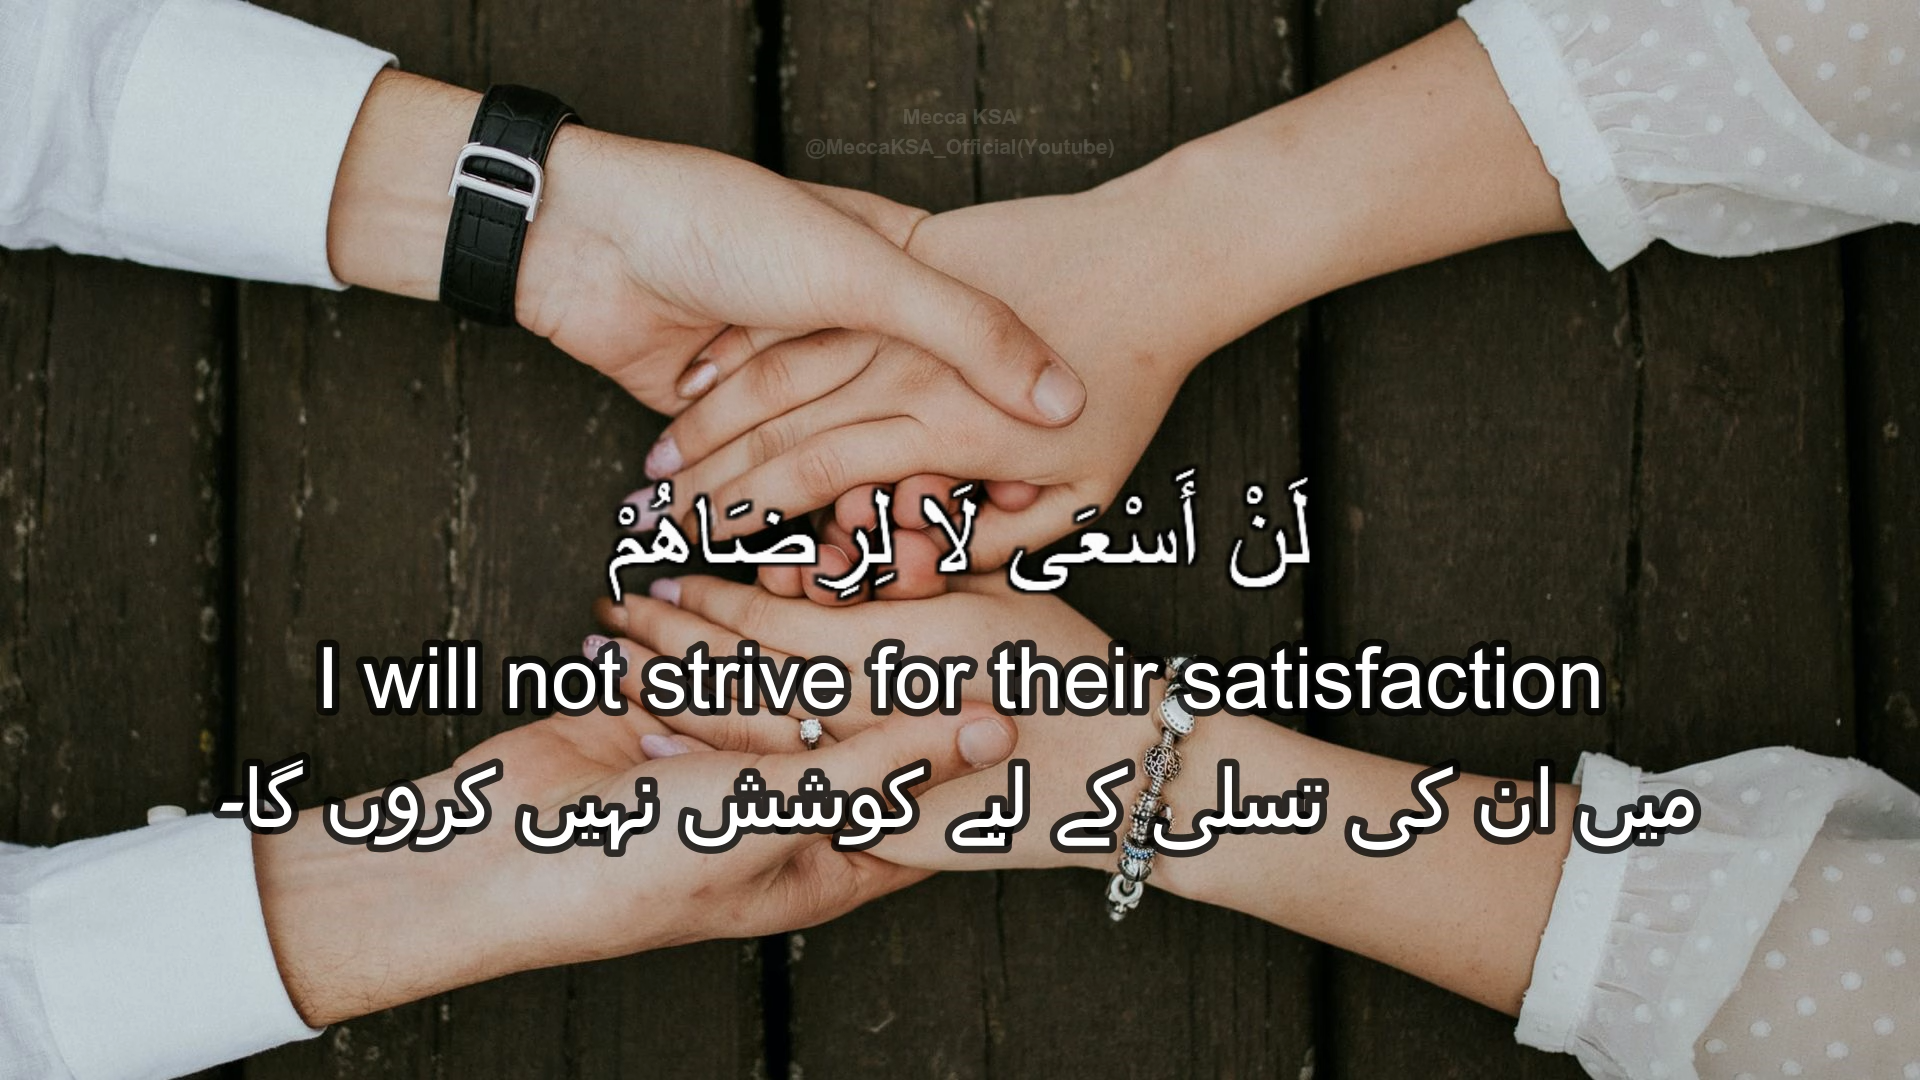 Mecca KSA
@MeccaKSA_Official(Youtube)
لَنْ أَسْعَى لَا لِرِضَاهُمْ
I will not strive for their satisfaction
میں ان کی تسلی کے لیے کوشش نہیں کروں گا۔